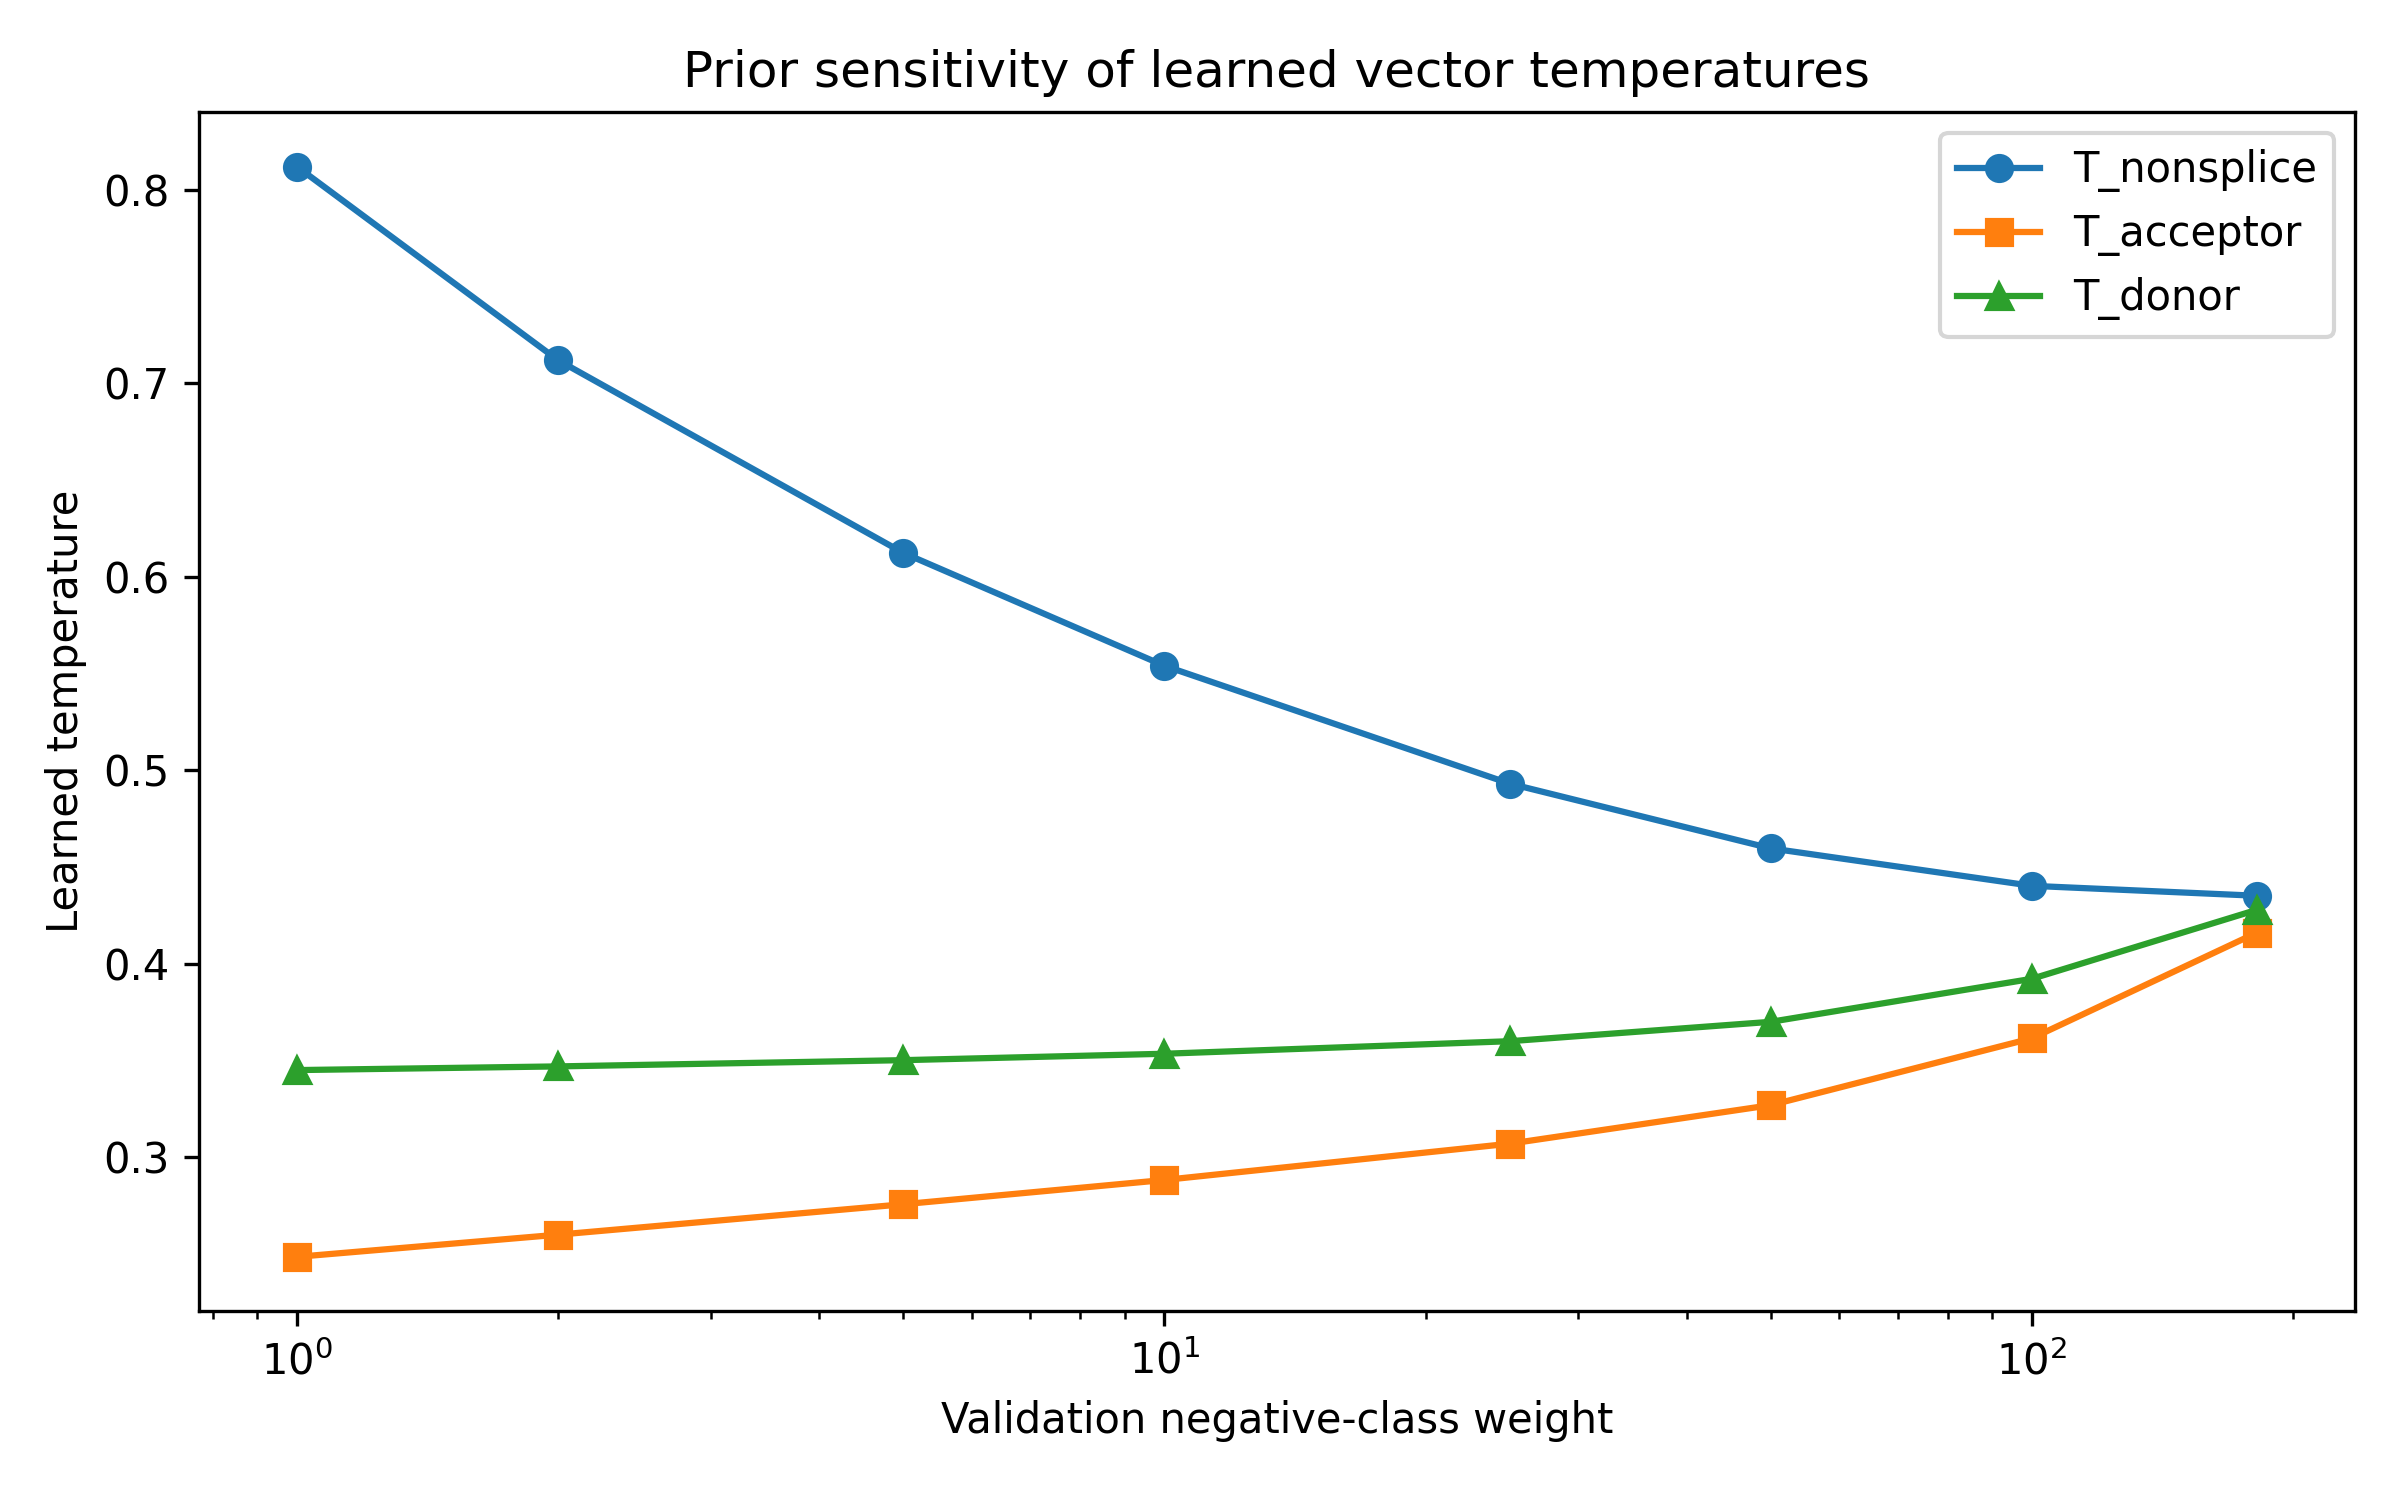 Prior sensitivity of learned vector temperatures
T_nonsplice
T_acceptor
T_donor
Learned temperature
0.8
0.7
0.6
0.5
0.4
0.3
10⁰
10¹
10²
Validation negative-class weight